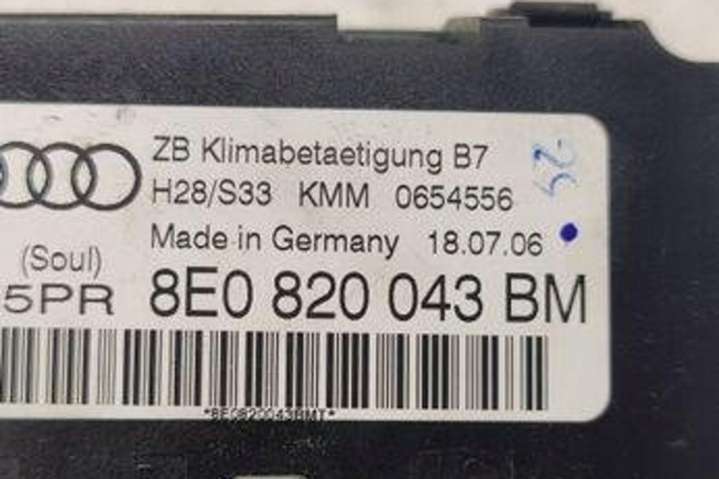 ZB Klimabetaetigung B7
H28/S33 KMM 0654556
Made in Germany 18.07.06
(Soul)
5PR 8E0 820 043 BM